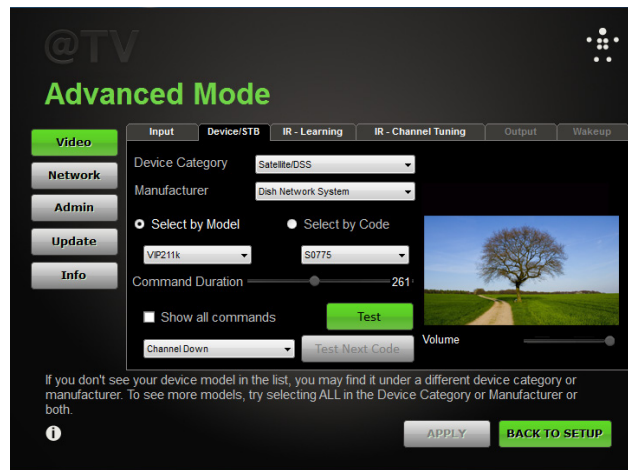 @TV
Advanced Mode
Video
Network
Admin
Update
Info
Input Device/STB IR - Learning IR - Channel Tuning Output Wakeup
Device Category Satellite/DSS
Manufacturer Dish Network System
Select by Model Select by Code
VIP211k S0775
Command Duration 261
Show all commands Test
Channel Down Test Next Code
Volume
If you don't see your device model in the list, you may find it under a different device category or
manufacturer. To see more models, try selecting ALL in the Device Category or Manufacturer or
both.
i APPLY BACK TO SETUP